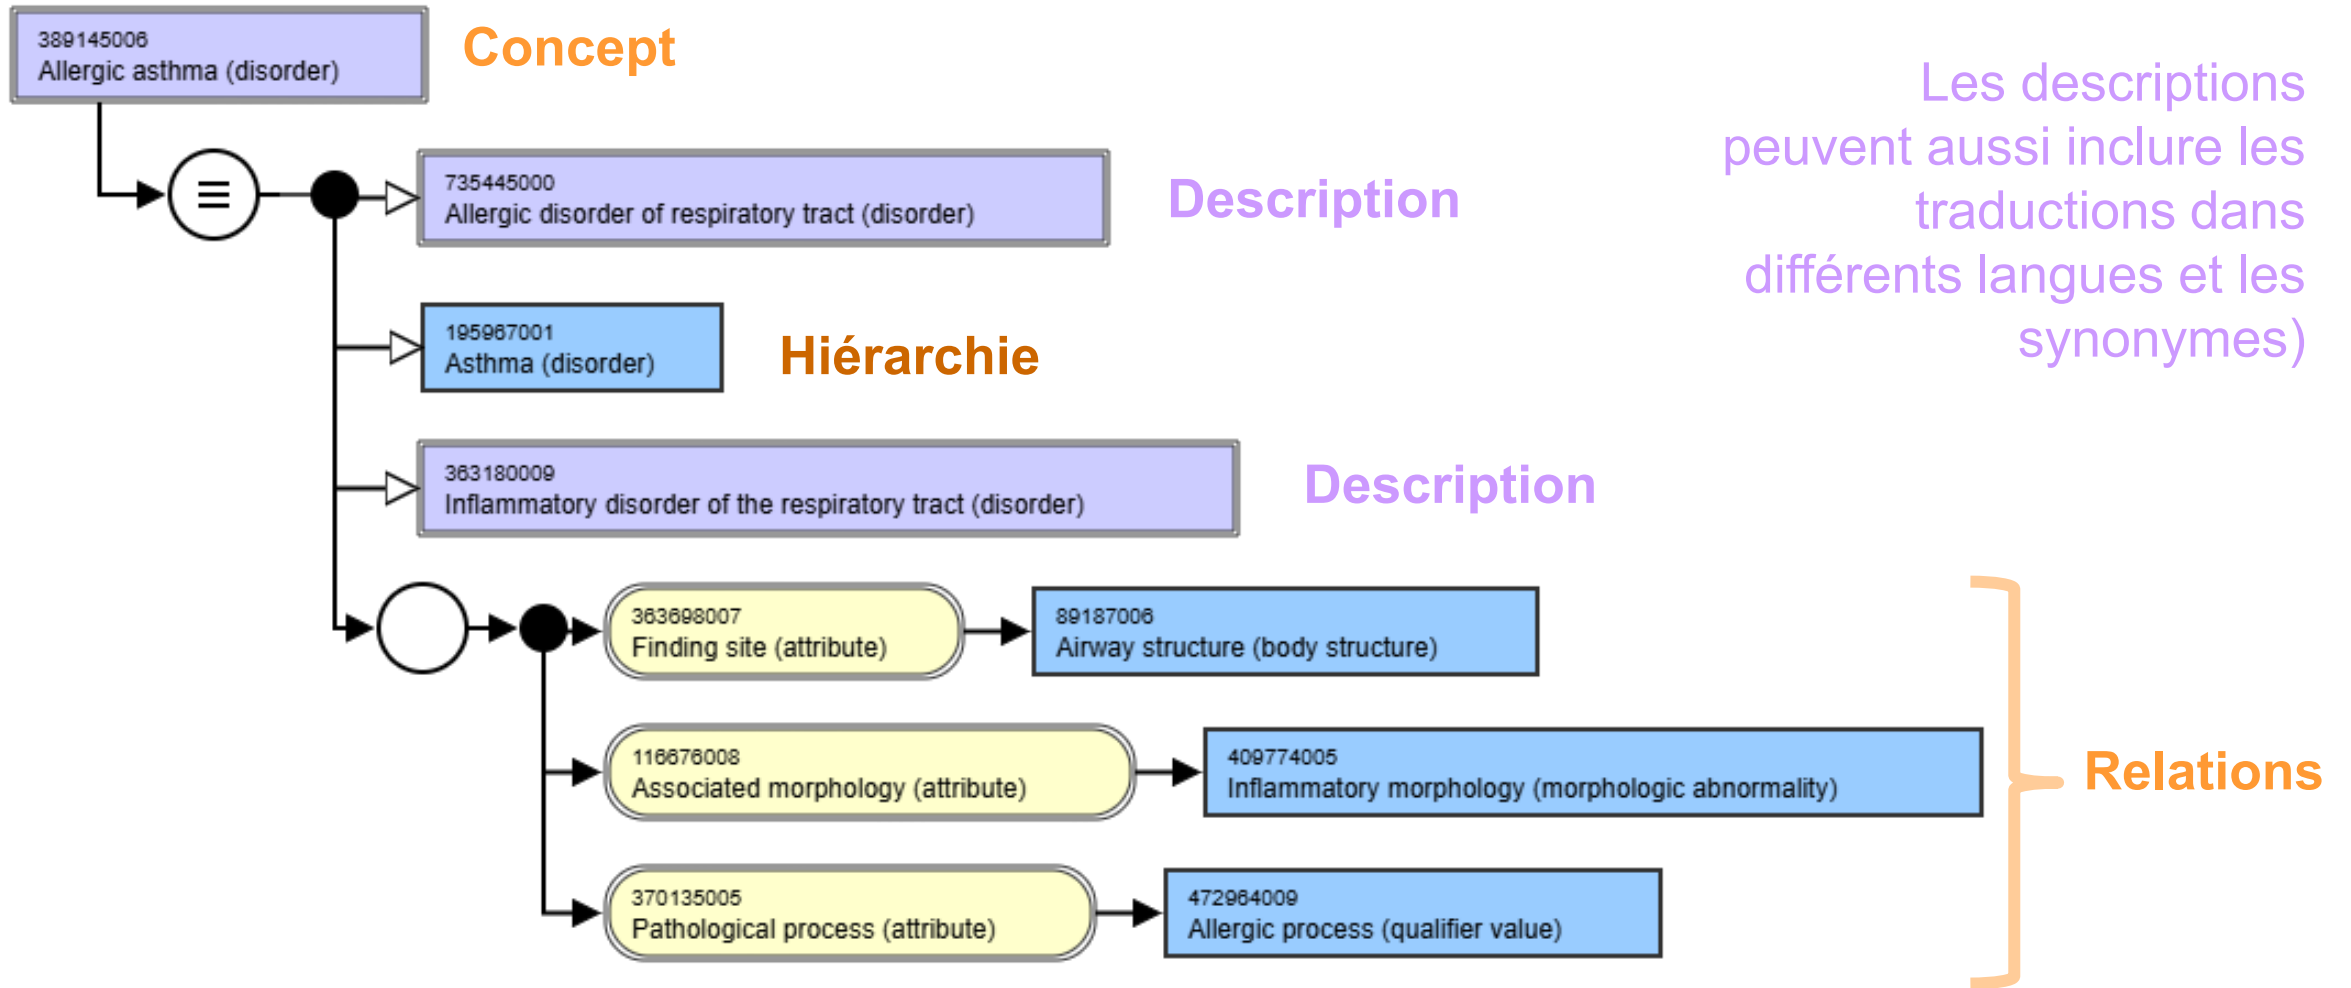 389145006
Allergic asthma (disorder)
Concept
735445000
Allergic disorder of respiratory tract (disorder)
Description
195967001
Asthma (disorder)
Hiérarchie
363180009
Inflammatory disorder of the respiratory tract (disorder)
Description
Les descriptions
peuvent aussi inclure les
traductions dans
différents langues et les
synonymes)
363698007
Finding site (attribute)
89187006
Airway structure (body structure)
116676008
Associated morphology (attribute)
409774005
Inflammatory morphology (morphologic abnormality)
370135005
Pathological process (attribute)
472964009
Allergic process (qualifier value)
Relations